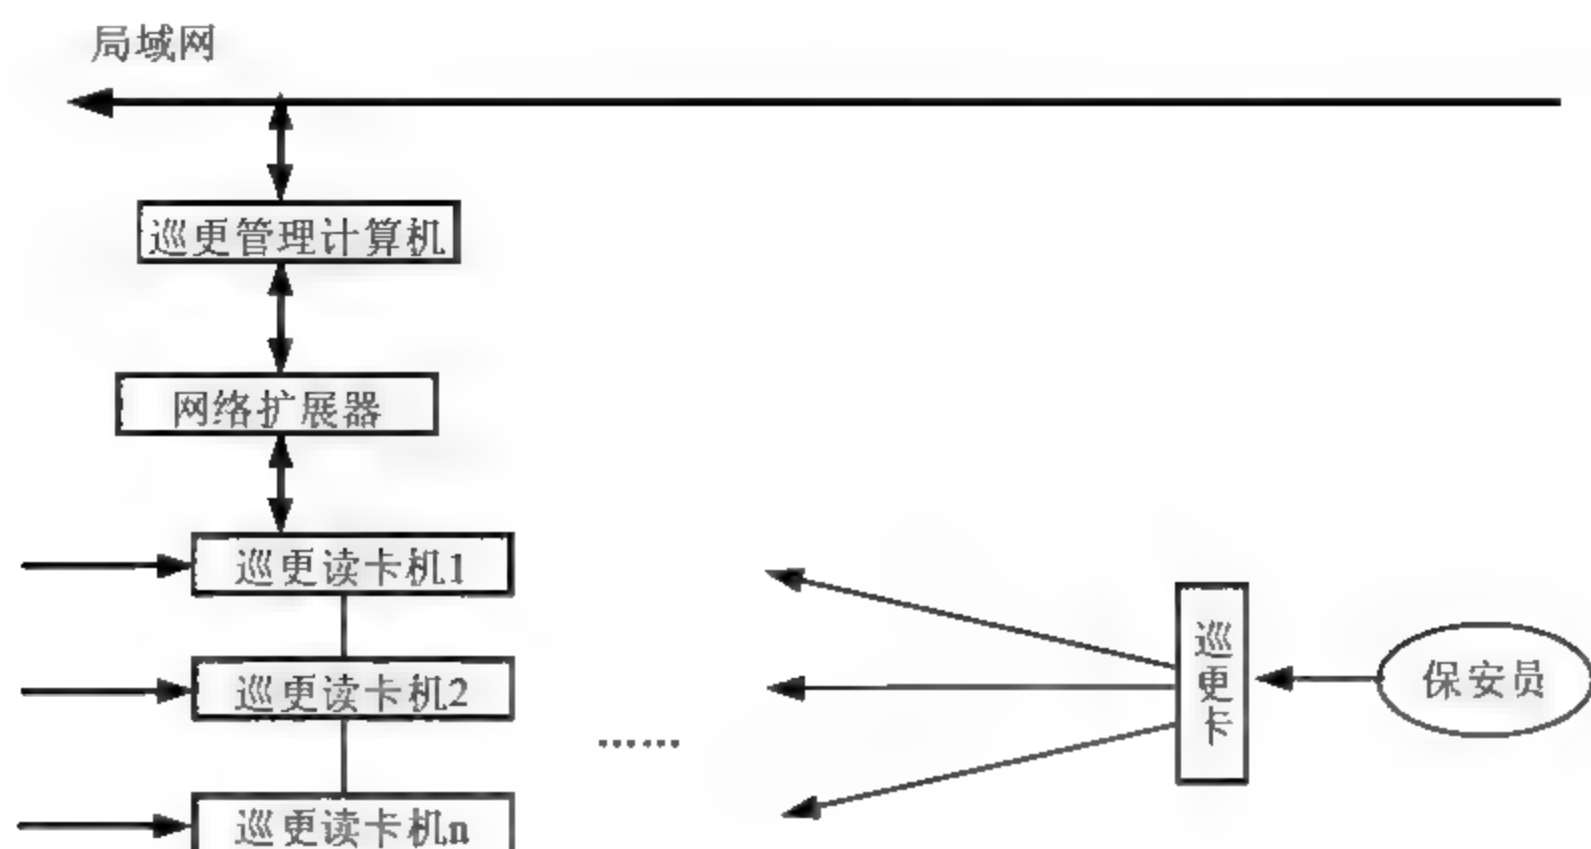 局域网
巡更管理计算机
网络扩展器
巡更读卡机1
巡更读卡机2
......
巡更读卡机n
巡更卡
保安员